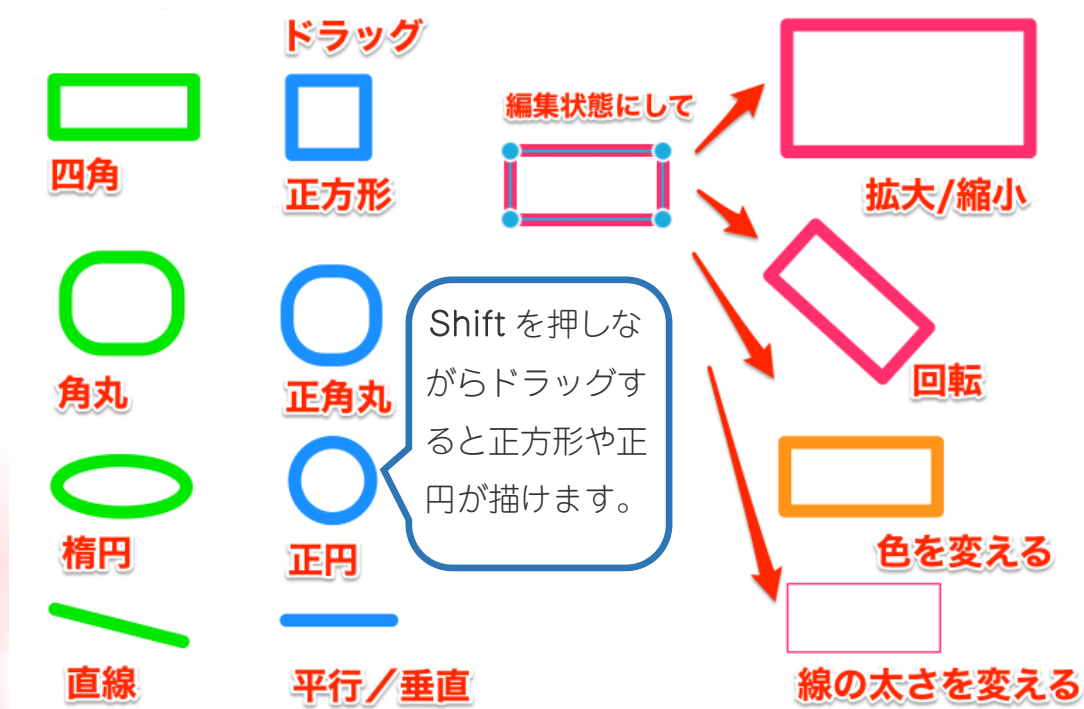 ドラッグ
四角
正方形
角丸
正角丸
楕円
正円
直線
平行／垂直
Shift を押しな
がらドラッグす
ると正方形や正
円が描けます。
編集状態にして
拡大/縮小
回転
色を変える
線の太さを変える